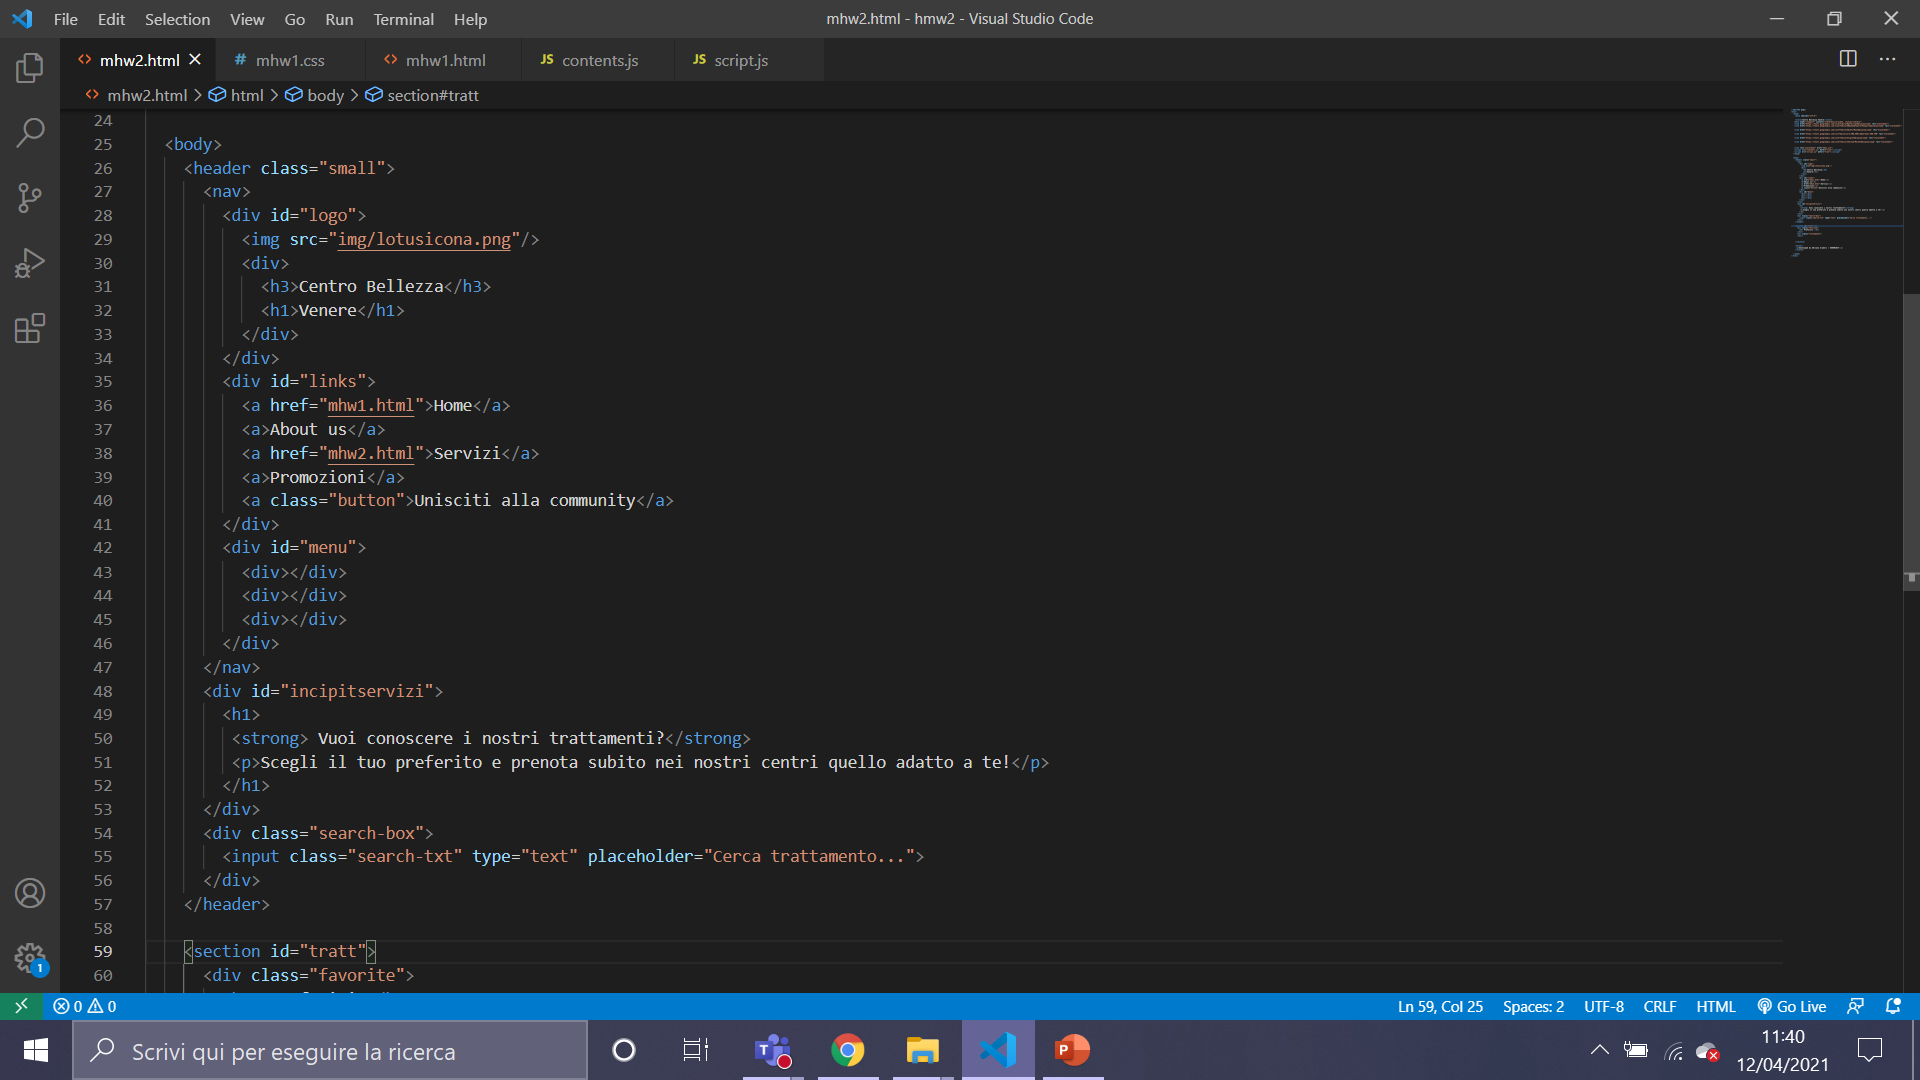 File Edit Selection View Go Run Terminal Help
mhw2.html - hmw2 - Visual Studio Code
mhw2.html
# mhw1.css
mhw1.html
JS contents.js
JS script.js
mhw2.html > html > body > section#tratt
24
25 <body>
26 <header class="small">
27 <nav>
28 <div id="logo">
29 <img src="img/lotusicona.png"/>
30 <div>
31 <h3>Centro Bellezza</h3>
32 <h1>Venere</h1>
33 </div>
34 </div>
35 <div id="links">
36 <a href="mhw1.html">Home</a>
37 <a>About us</a>
38 <a href="mhw2.html">Servizi</a>
39 <a>Promozioni</a>
40 <a class="button">Unisciti alla community</a>
41 </div>
42 <div id="menu">
43 <div></div>
44 <div></div>
45 <div></div>
46 </div>
47 </nav>
48 <div id="incipitservizi">
49 <h1>
50 <strong> Vuoi conoscere i nostri trattamenti?</strong>
51 <p>Scegli il tuo preferito e prenota subito nei nostri centri quello adatto a te!</p>
52 </h1>
53 </div>
54 <div class="search-box">
55 <input class="search-txt" type="text" placeholder="Cerca trattamento...">
56 </div>
57 </header>
58
59 <section id="tratt">
60 <div class="favorite">
1
0 0
Ln 59, Col 25 Spaces: 2 UTF-8 CRLF HTML Go Live
Scrivi qui per eseguire la ricerca
11:40
12/04/2021